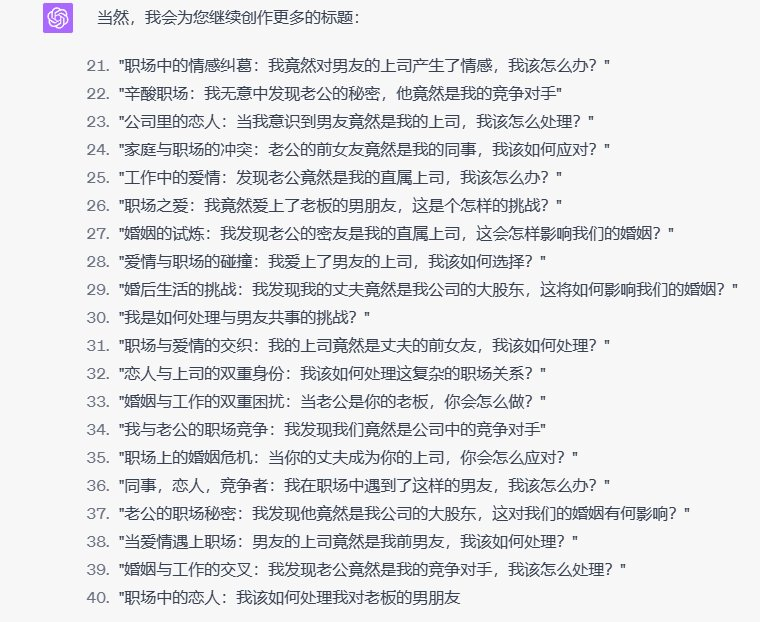 当然，我会为您继续创作更多的标题：
21. "职场中的情感纠葛：我竟然对男友的上司产生了情感，我该怎么办？"
22. "辛酸职场：我无意中发现老公的秘密，他竟然是我的竞争对手"
23. "公司里的恋人：当我意识到男友竟然是我的上司，我该怎么处理？"
24. "家庭与职场的冲突：老公的前女友竟然是我的同事，我该如何应对？"
25. "工作中的爱情：发现老公竟然是我的直属上司，我该怎么办？"
26. "职场之爱：我竟然爱上了老板的男朋友，这是个怎样的挑战？"
27. "婚姻的试炼：我发现老公的密友是我的直属上司，这会怎样影响我们的婚姻？"
28. "爱情与职场的碰撞：我爱上了男友的上司，我该如何选择？"
29. "婚后生活的挑战：我发现我的丈夫竟然是我公司的大股东，这将如何影响我们的婚姻？"
30. "我是如何处理与男友共事的挑战？"
31. "职场与爱情的交织：我的上司竟然是丈夫的前女友，我该如何处理？"
32. "恋人与上司的双重身份：我该如何处理这复杂的职场关系？"
33. "婚姻与工作的双重困扰：当老公是你的老板，你会怎么做？"
34. "我与老公的职场竞争：我发现我们竟然是公司中的竞争对手"
35. "职场上的婚姻危机：当你的丈夫成为你的上司，你会怎么应对？"
36. "同事，恋人，竞争者：我在职场中遇到了这样的男友，我该怎么办？"
37. "老公的职场秘密：我发现他竟然是我公司的大股东，这对我们的婚姻有何影响？"
38. "当爱情遇上职场：男友的上司竟然是我前男友，我该如何处理？"
39. "婚姻与工作的交叉：我发现老公竟然是我的竞争对手，我该怎么处理？"
40. "职场中的恋人：我该如何处理我对老板的男朋友